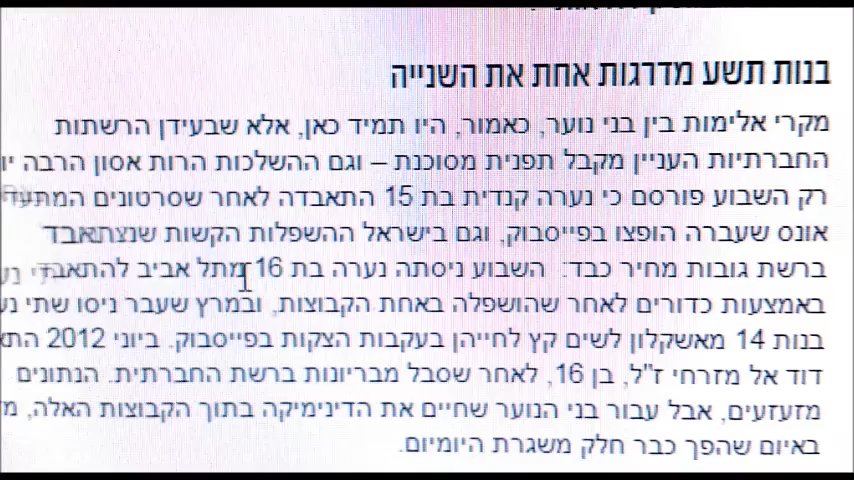 בנות תשע מדרגות אחת את השנייה
מקרי אלימות בין בני נוער, כאמור, היו תמיד כאן, אלא שבעידן הרשתות
החברתיות העניין מקבל תפנית מסוכנת – וגם ההשלכות הרות אסון הרבה
רק השבוע פורסם כי נערה קנדית בת 15 התאבדה לאחר שסרטונים
אונס שעברה הופצו בפייסבוק, וגם בישראל ההשפלות הקשות
ברשת גובות מחיר כבד: השבוע ניסתה נערה בת 16 מתל אביב להתאבד
באמצעות כדורים לאחר שהושפלה באחת הקבוצות, ובמרץ שעבר ניסו שתי
בנות 14 מאשקלון לשים קץ לחייהן בעקבות הצקות בפייסבוק. ביוני 2012
דוד אל מזרחי ז"ל, בן 16, לאחר שסבל מבריונות ברשת החברתית. הנתונים
מזעזעים, אבל עבור בני הנוער שחיים את הדינימיקה בתוך הקבוצות האלה,
באיום שהפך כבר חלק משגרת היומיום.